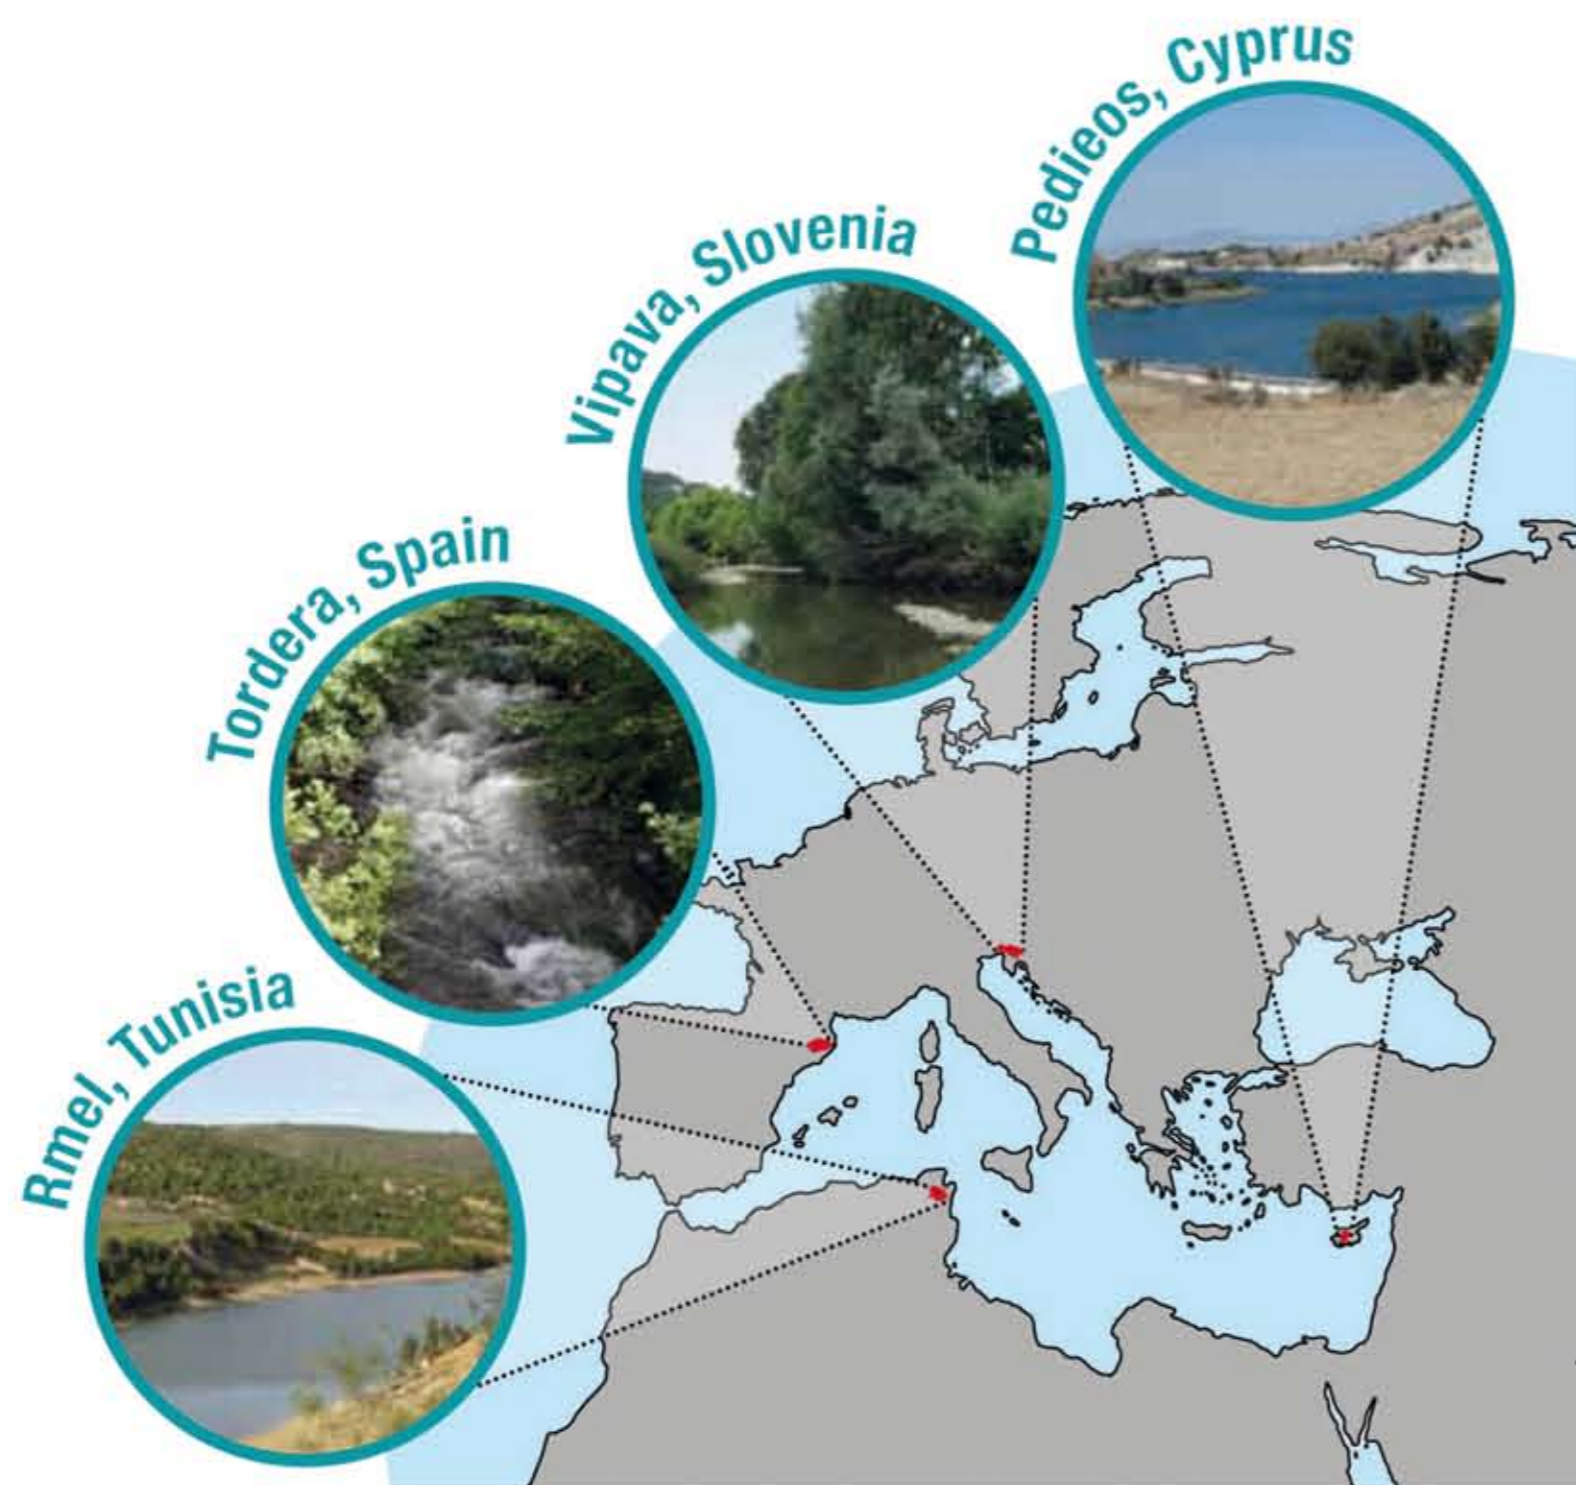 Pedieos, Cyprus
Vipava, Slovenia
Tordera, Spain
Rmel, Tunisia